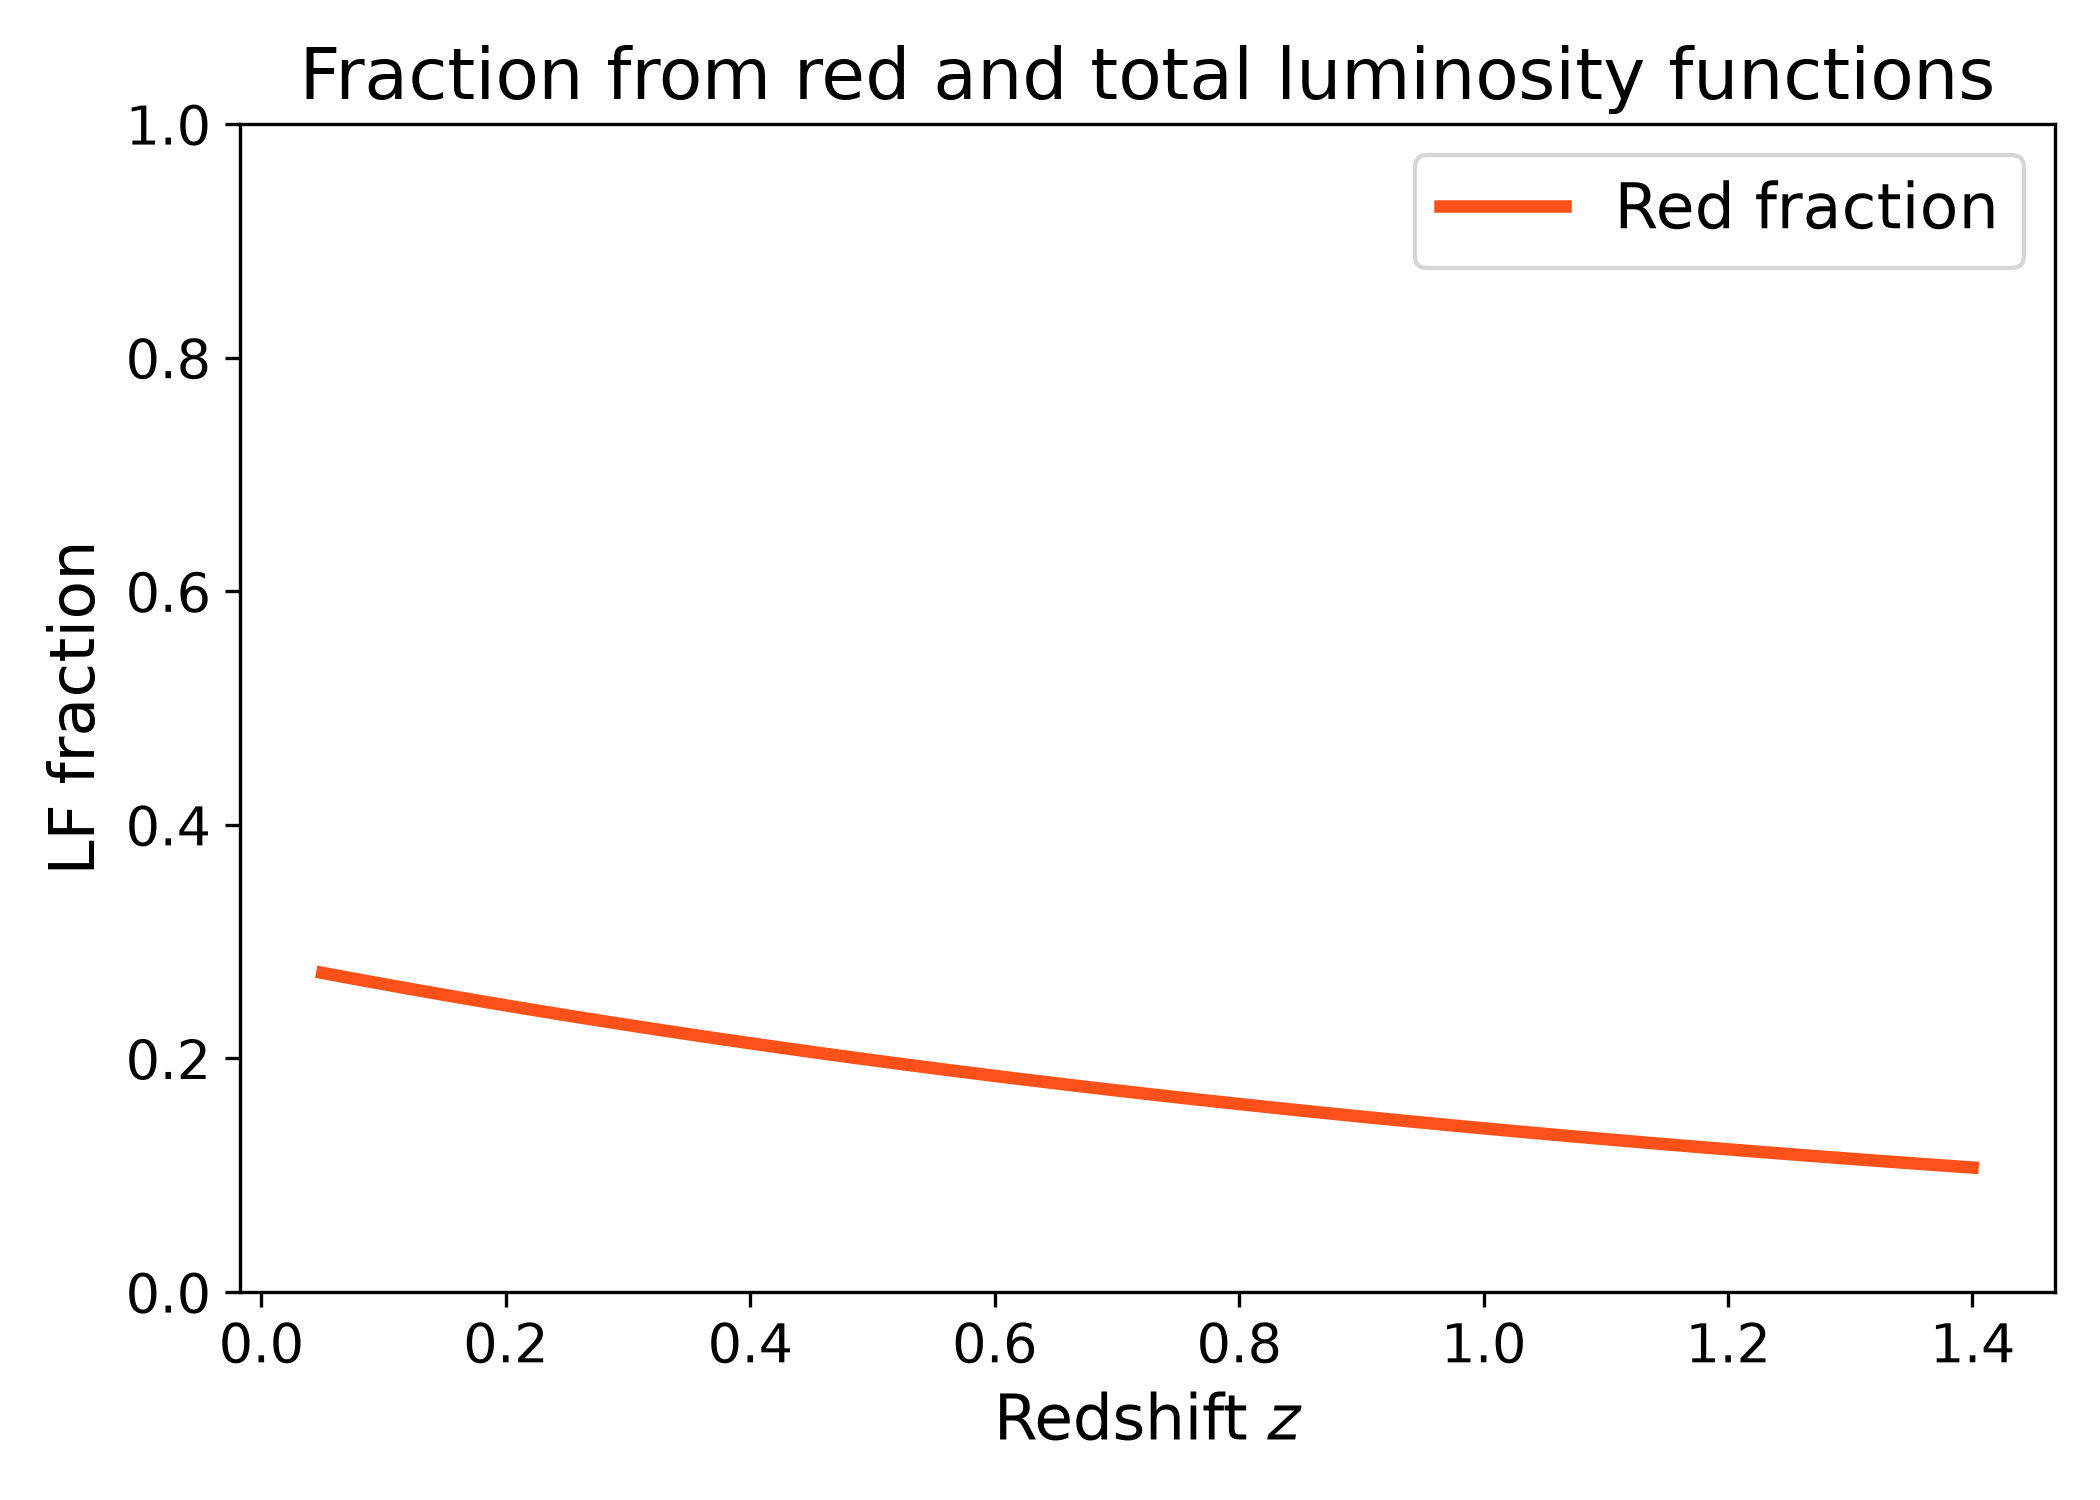 Fraction from red and total luminosity functions
Red fraction
LF fraction
1.0
0.8
0.6
0.4
0.2
0.0
0.0 0.2 0.4 0.6 0.8 1.0 1.2 1.4
Redshift z